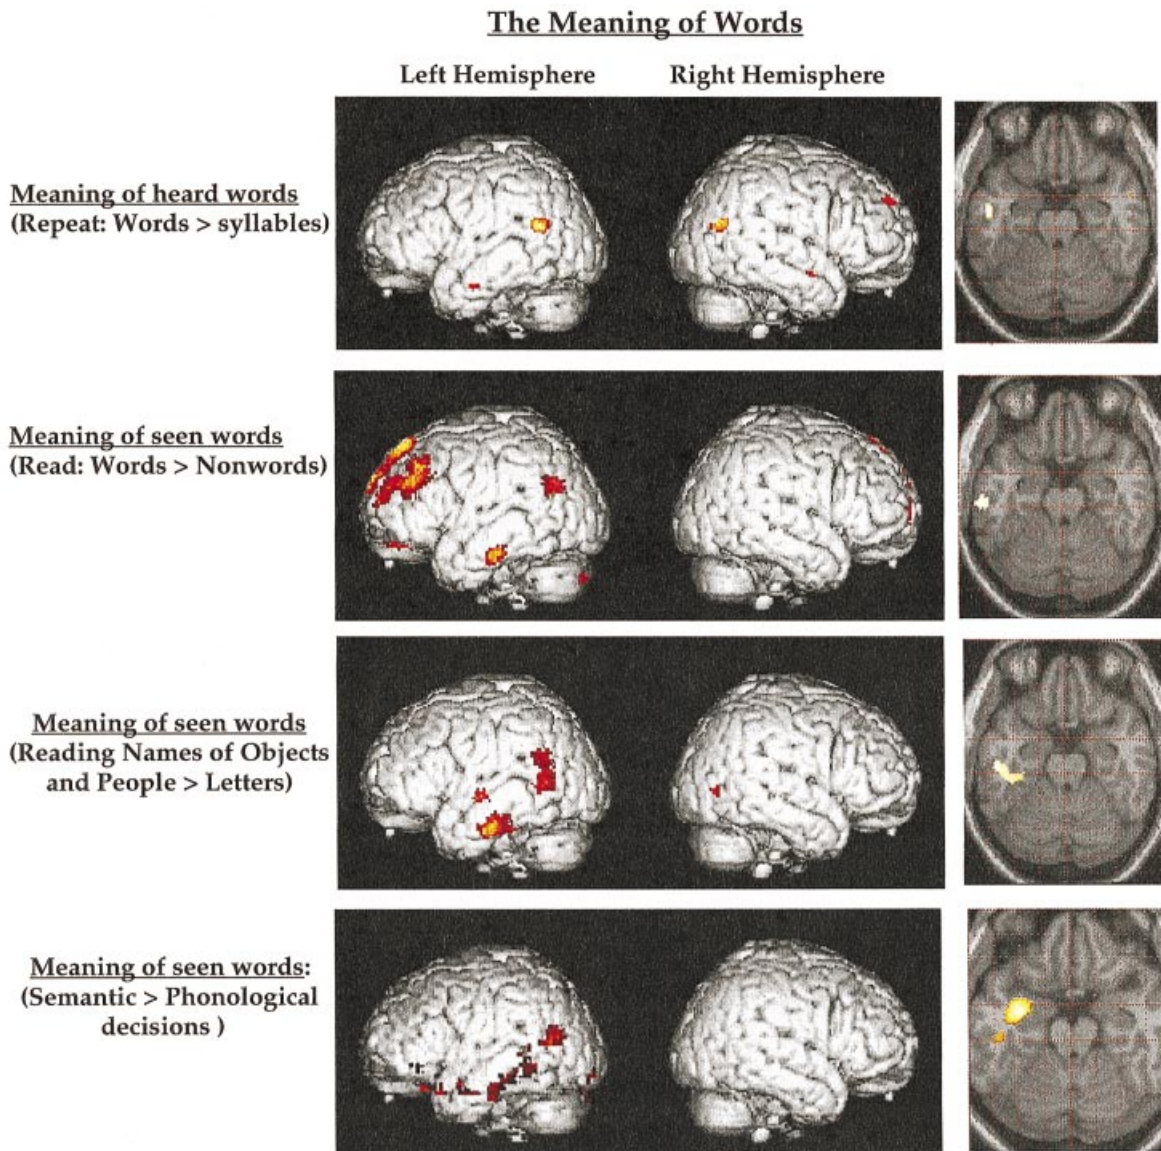 The Meaning of Words
Left Hemisphere
Right Hemisphere
Meaning of heard words
(Repeat: Words > syllables)
Meaning of seen words
(Read: Words > Nonwords)
Meaning of seen words
(Reading Names of Objects
and People > Letters)
Meaning of seen words:
(Semantic > Phonological
decisions )